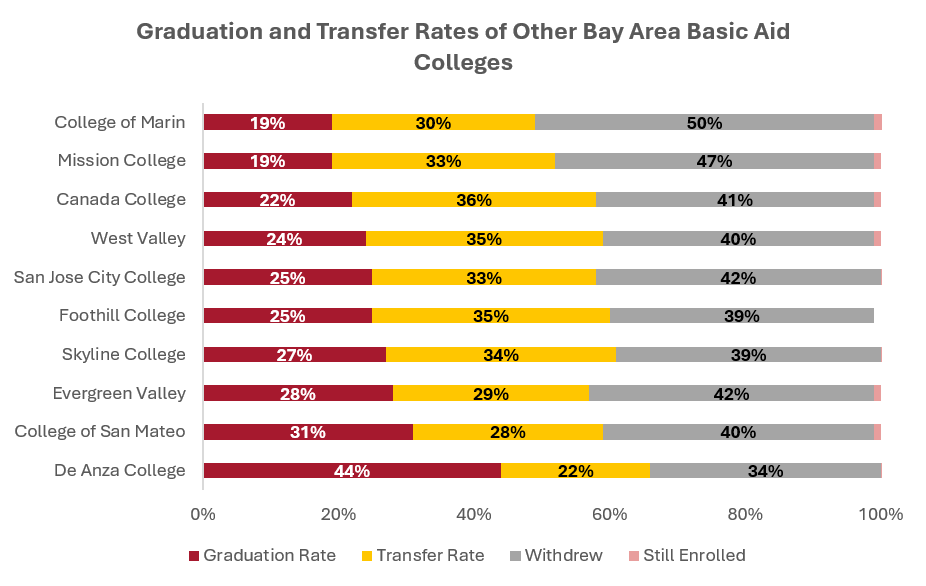 Graduation and Transfer Rates of Other Bay Area Basic Aid
Colleges
College of Marin 19% 30% 50%
Mission College 19% 33% 47%
Canada College 22% 36% 41%
West Valley 24% 35% 40%
San Jose City College 25% 33% 42%
Foothill College 25% 35% 39%
Skyline College 27% 34% 39%
Evergreen Valley 28% 29% 42%
College of San Mateo 31% 28% 40%
De Anza College 44% 22% 34%
0% 20% 40% 60% 80% 100%
Graduation Rate Transfer Rate Withdrew Still Enrolled